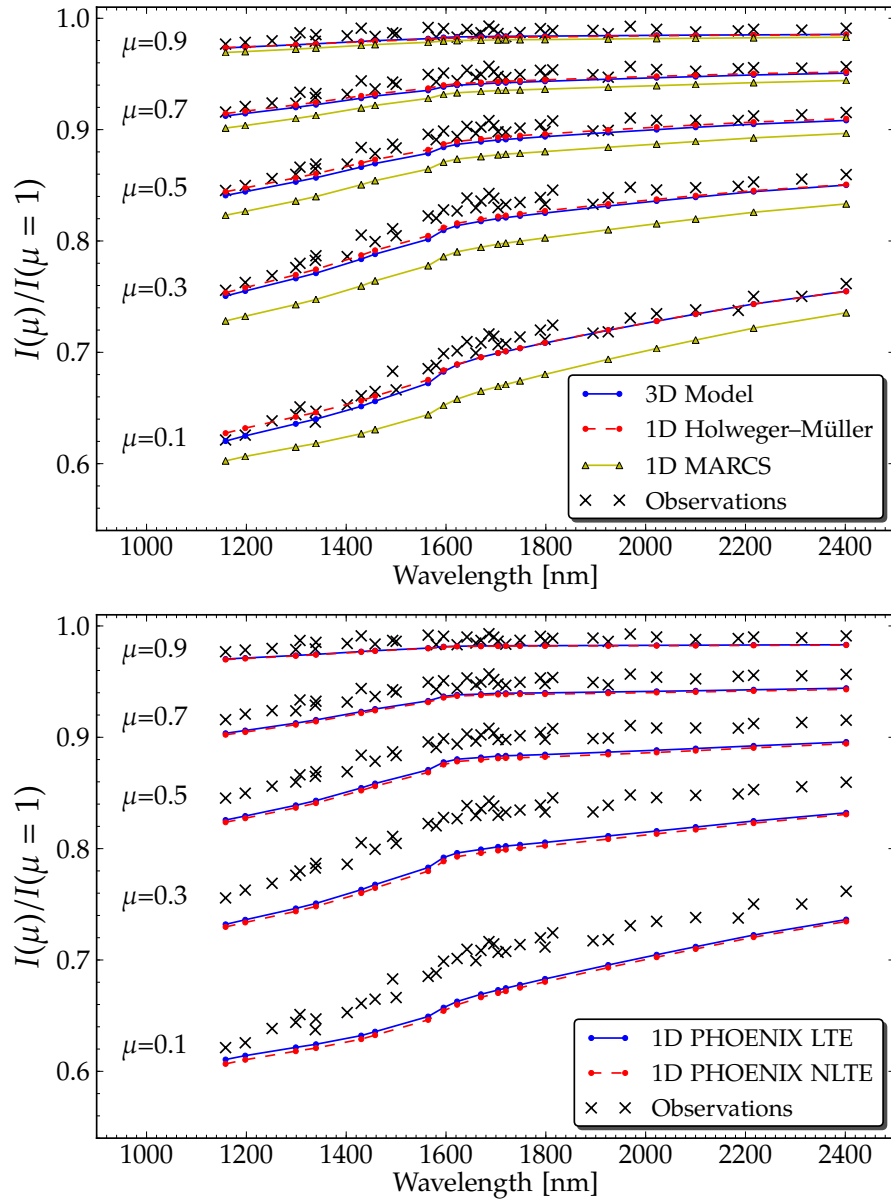 1.0
0.9
0.8
0.7
0.6
I(μ)/I(μ = 1)
μ=0.9
μ=0.7
μ=0.5
μ=0.3
μ=0.1
3D Model
1D Holweger–Müller
1D MARCS
Observations
1000 1200 1400 1600 1800 2000 2200 2400
Wavelength [nm]
1.0
0.9
0.8
0.7
0.6
I(μ)/I(μ = 1)
μ=0.9
μ=0.7
μ=0.5
μ=0.3
μ=0.1
1D PHOENIX LTE
1D PHOENIX NLTE
Observations
1000 1200 1400 1600 1800 2000 2200 2400
Wavelength [nm]